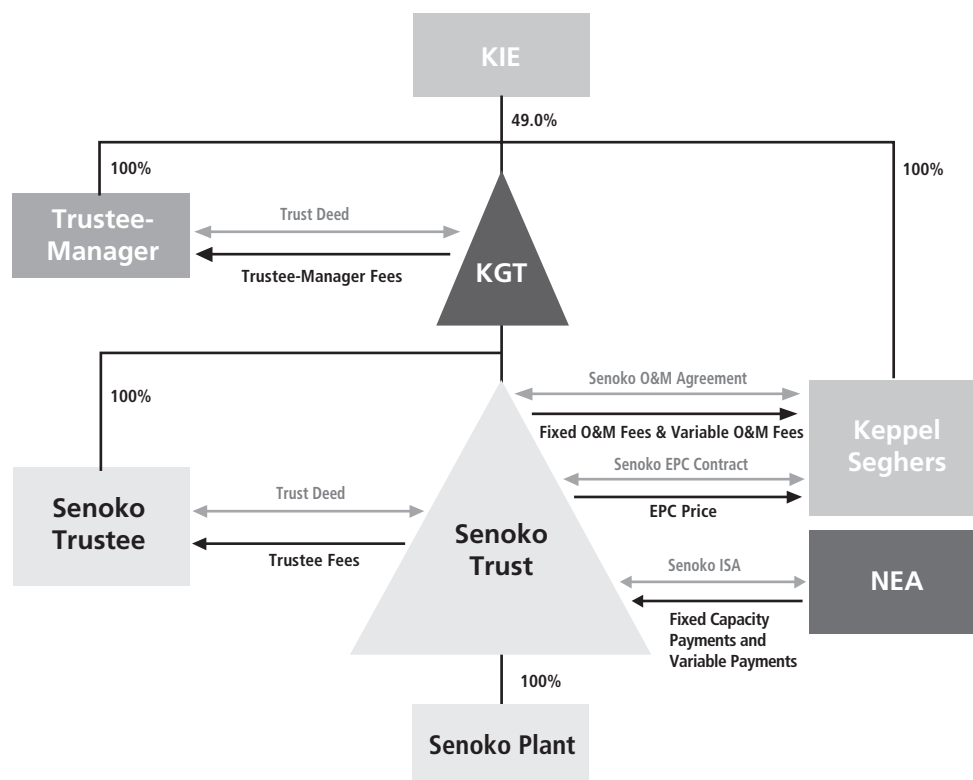 KIE
49.0%
100%
100%
Trustee-
Manager
Trust Deed
Trustee-Manager Fees
KGT
100%
Senoko O&M Agreement
Fixed O&M Fees & Variable O&M Fees
Keppel
Seghers
Senoko EPC Contract
EPC Price
Senoko
Trustee
Trust Deed
Trustee Fees
Senoko
Trust
Senoko ISA
NEA
Fixed Capacity
Payments and
Variable Payments
100%
Senoko Plant